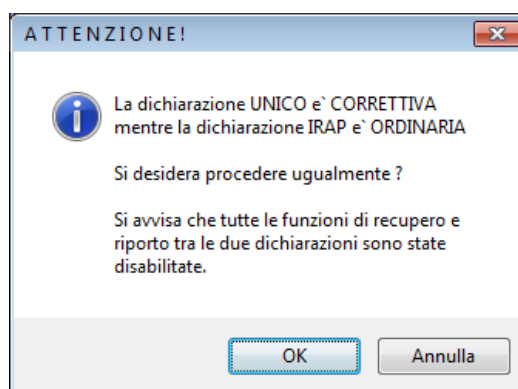 ATTENZIONE!
La dichiarazione UNICO e` CORRETTIVA
mentre la dichiarazione IRAP e` ORDINARIA
Si desidera procedere ugualmente ?
Si avvisa che tutte le funzioni di recupero e
riporto tra le due dichiarazioni sono state
disabilitate.
OK
Annulla